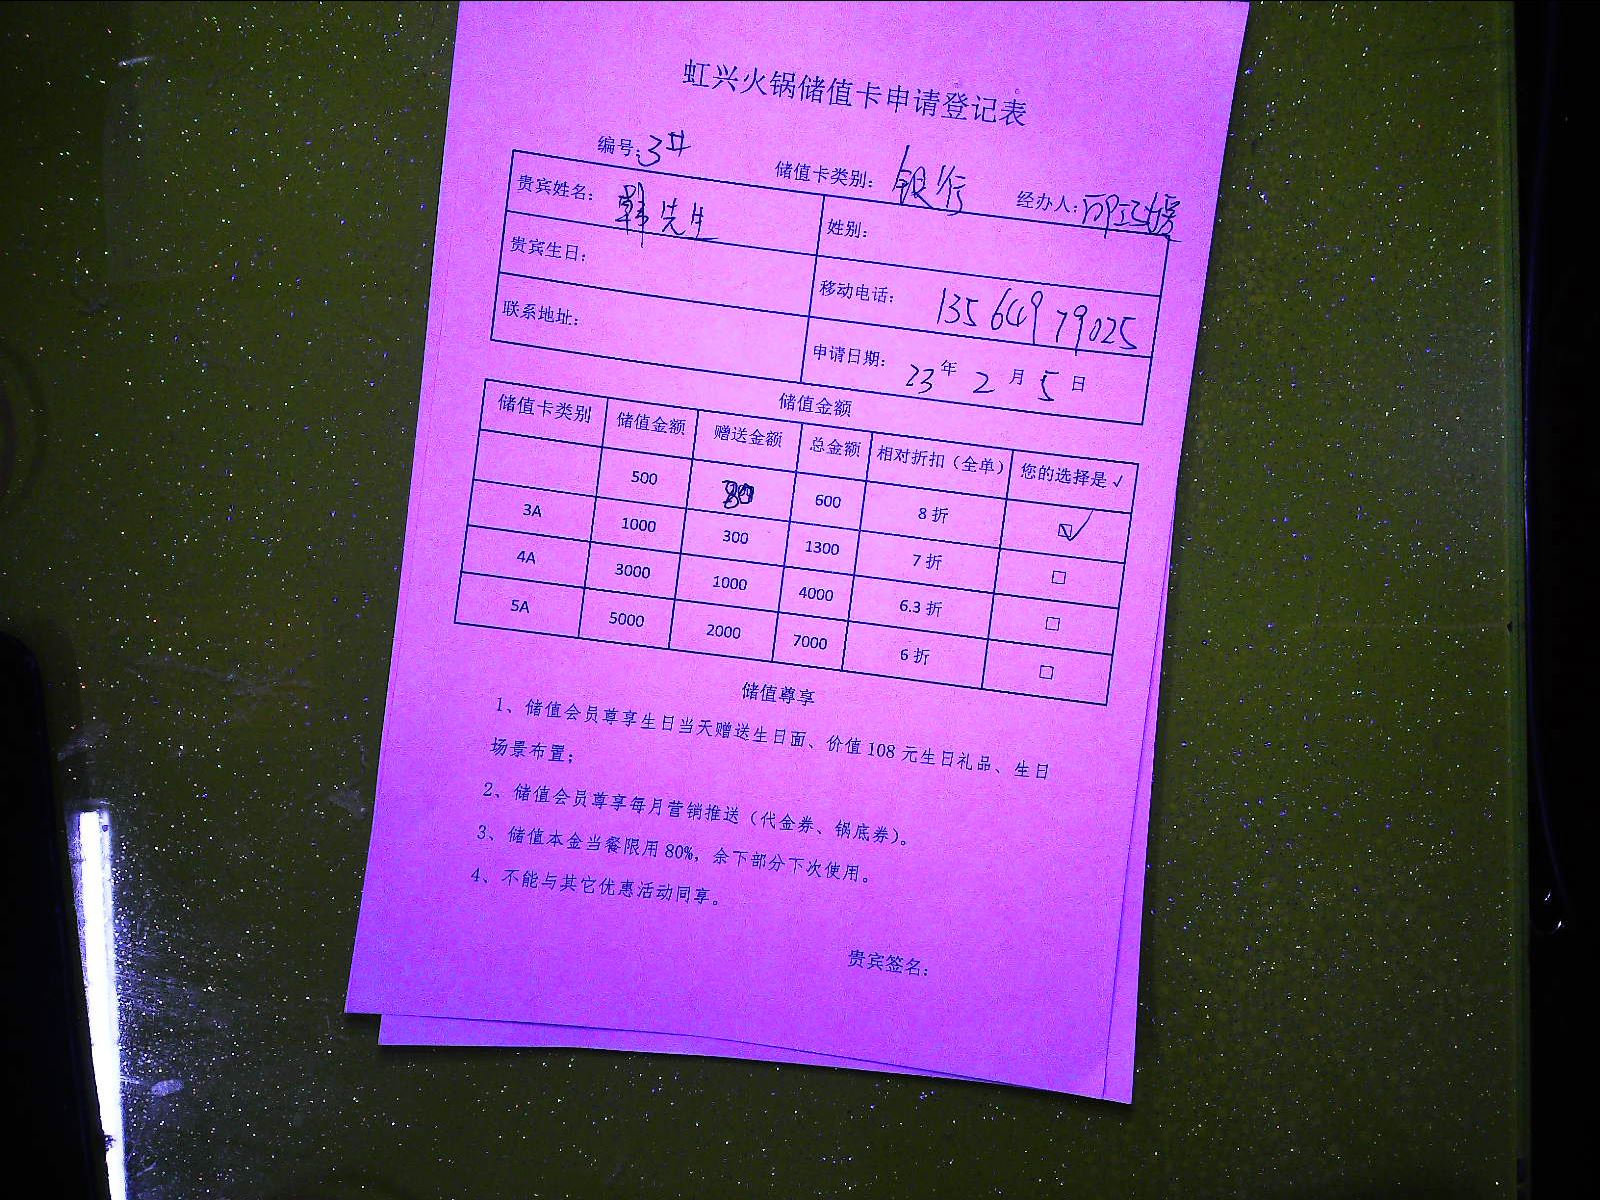 虹兴火锅储值卡申请登记表
编号:3# 储值卡类别: 银行 经办人:
贵宾姓名: 韩先生 姓别:
贵宾生日: 移动电话: 13564979025
联系地址: 申请日期: 23年2月5日
储值金额
储值卡类别 储值金额 赠送金额 总金额 相对折扣（全单） 您的选择是√
500 600 8折 ☑
3A 1000 300 1300 7折 □
4A 3000 1000 4000 6.3折 □
5A 5000 2000 7000 6折 □
储值尊享
1、储值会员尊享生日当天赠送生日面、价值108元生日礼品、生日
场景布置;
2、储值会员尊享每月营销推送（代金券、锅底券）。
3、储值本金当餐限用80%，余下部分下次使用。
4、不能与其它优惠活动同享。
贵宾签名: